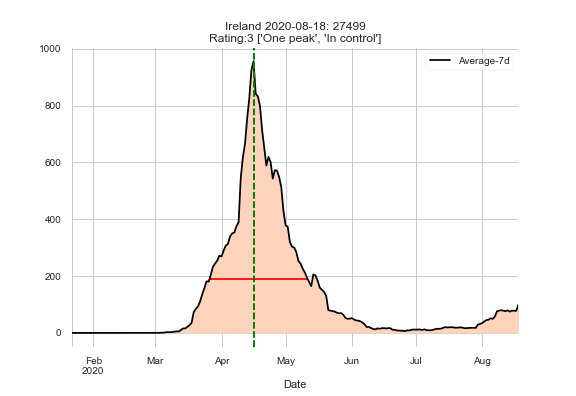 Ireland 2020-08-18: 27499
Rating:3 ['One peak', 'In control']
Average-7d
1000
800
600
400
200
0
Feb
2020
Mar
Apr
May
Jun
Jul
Aug
Date